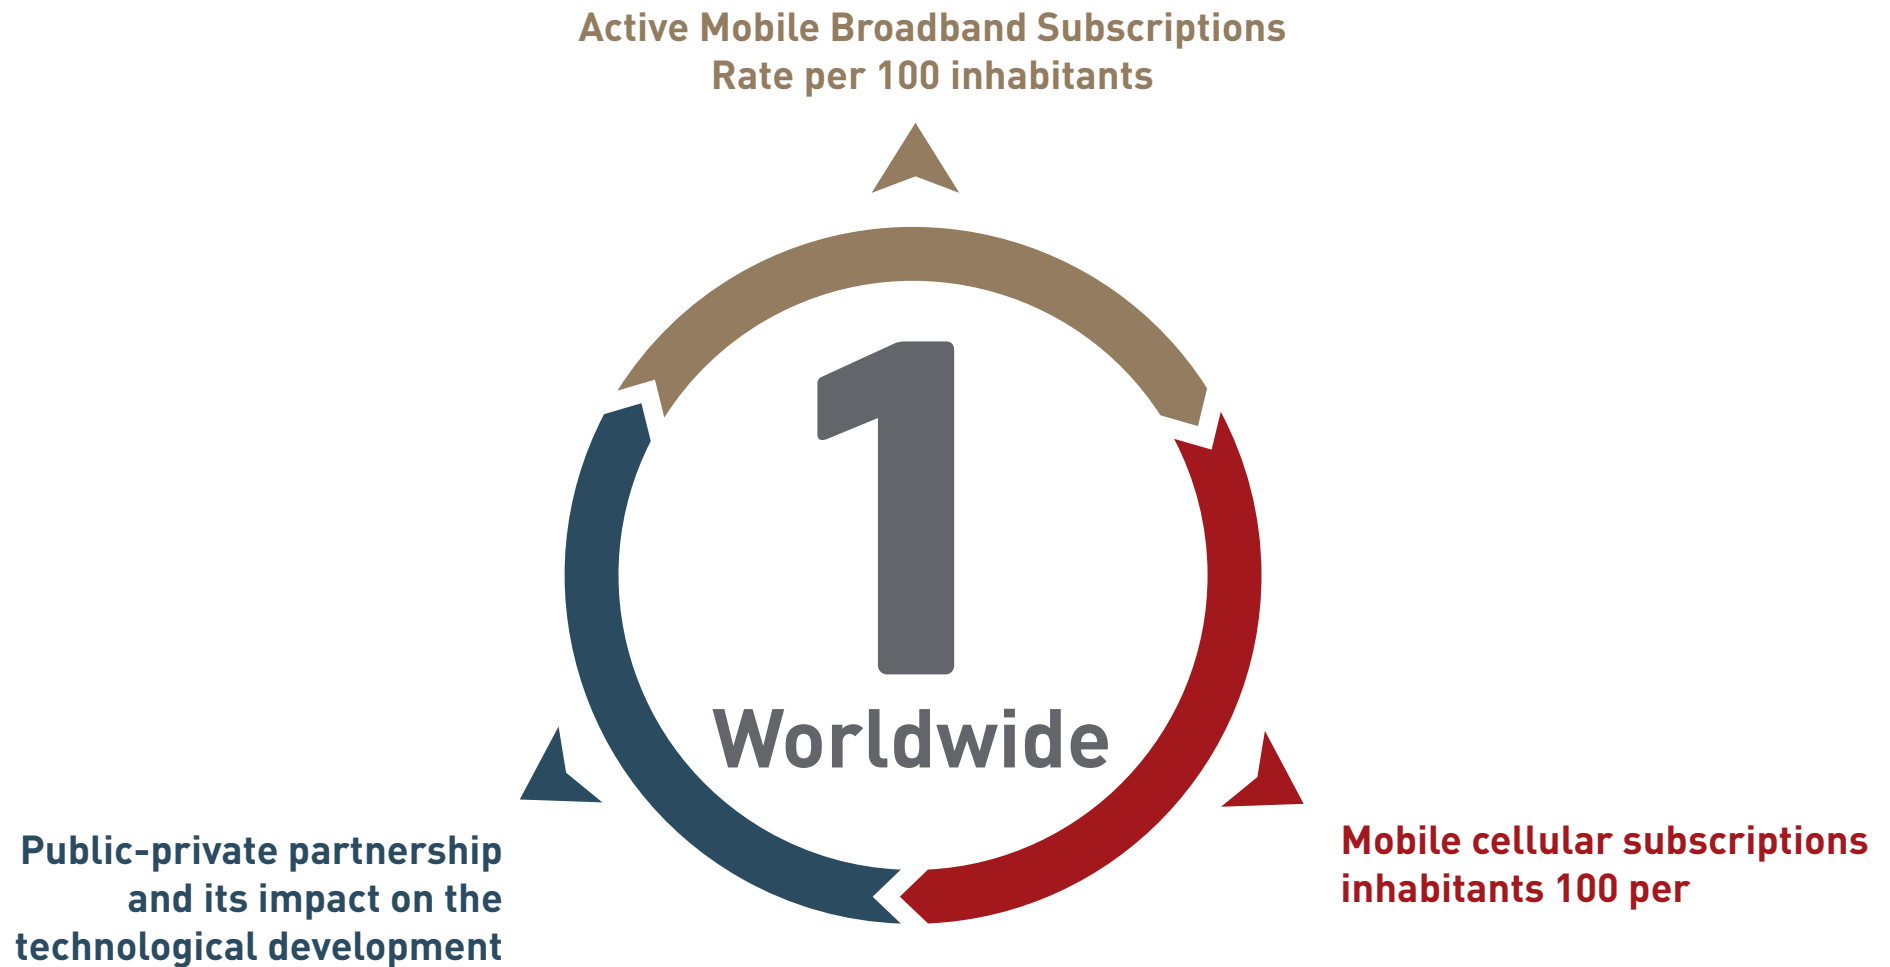 Active Mobile Broadband Subscriptions
Rate per 100 inhabitants
1
Worldwide
Public-private partnership
and its impact on the
technological development
Mobile cellular subscriptions
inhabitants 100 per